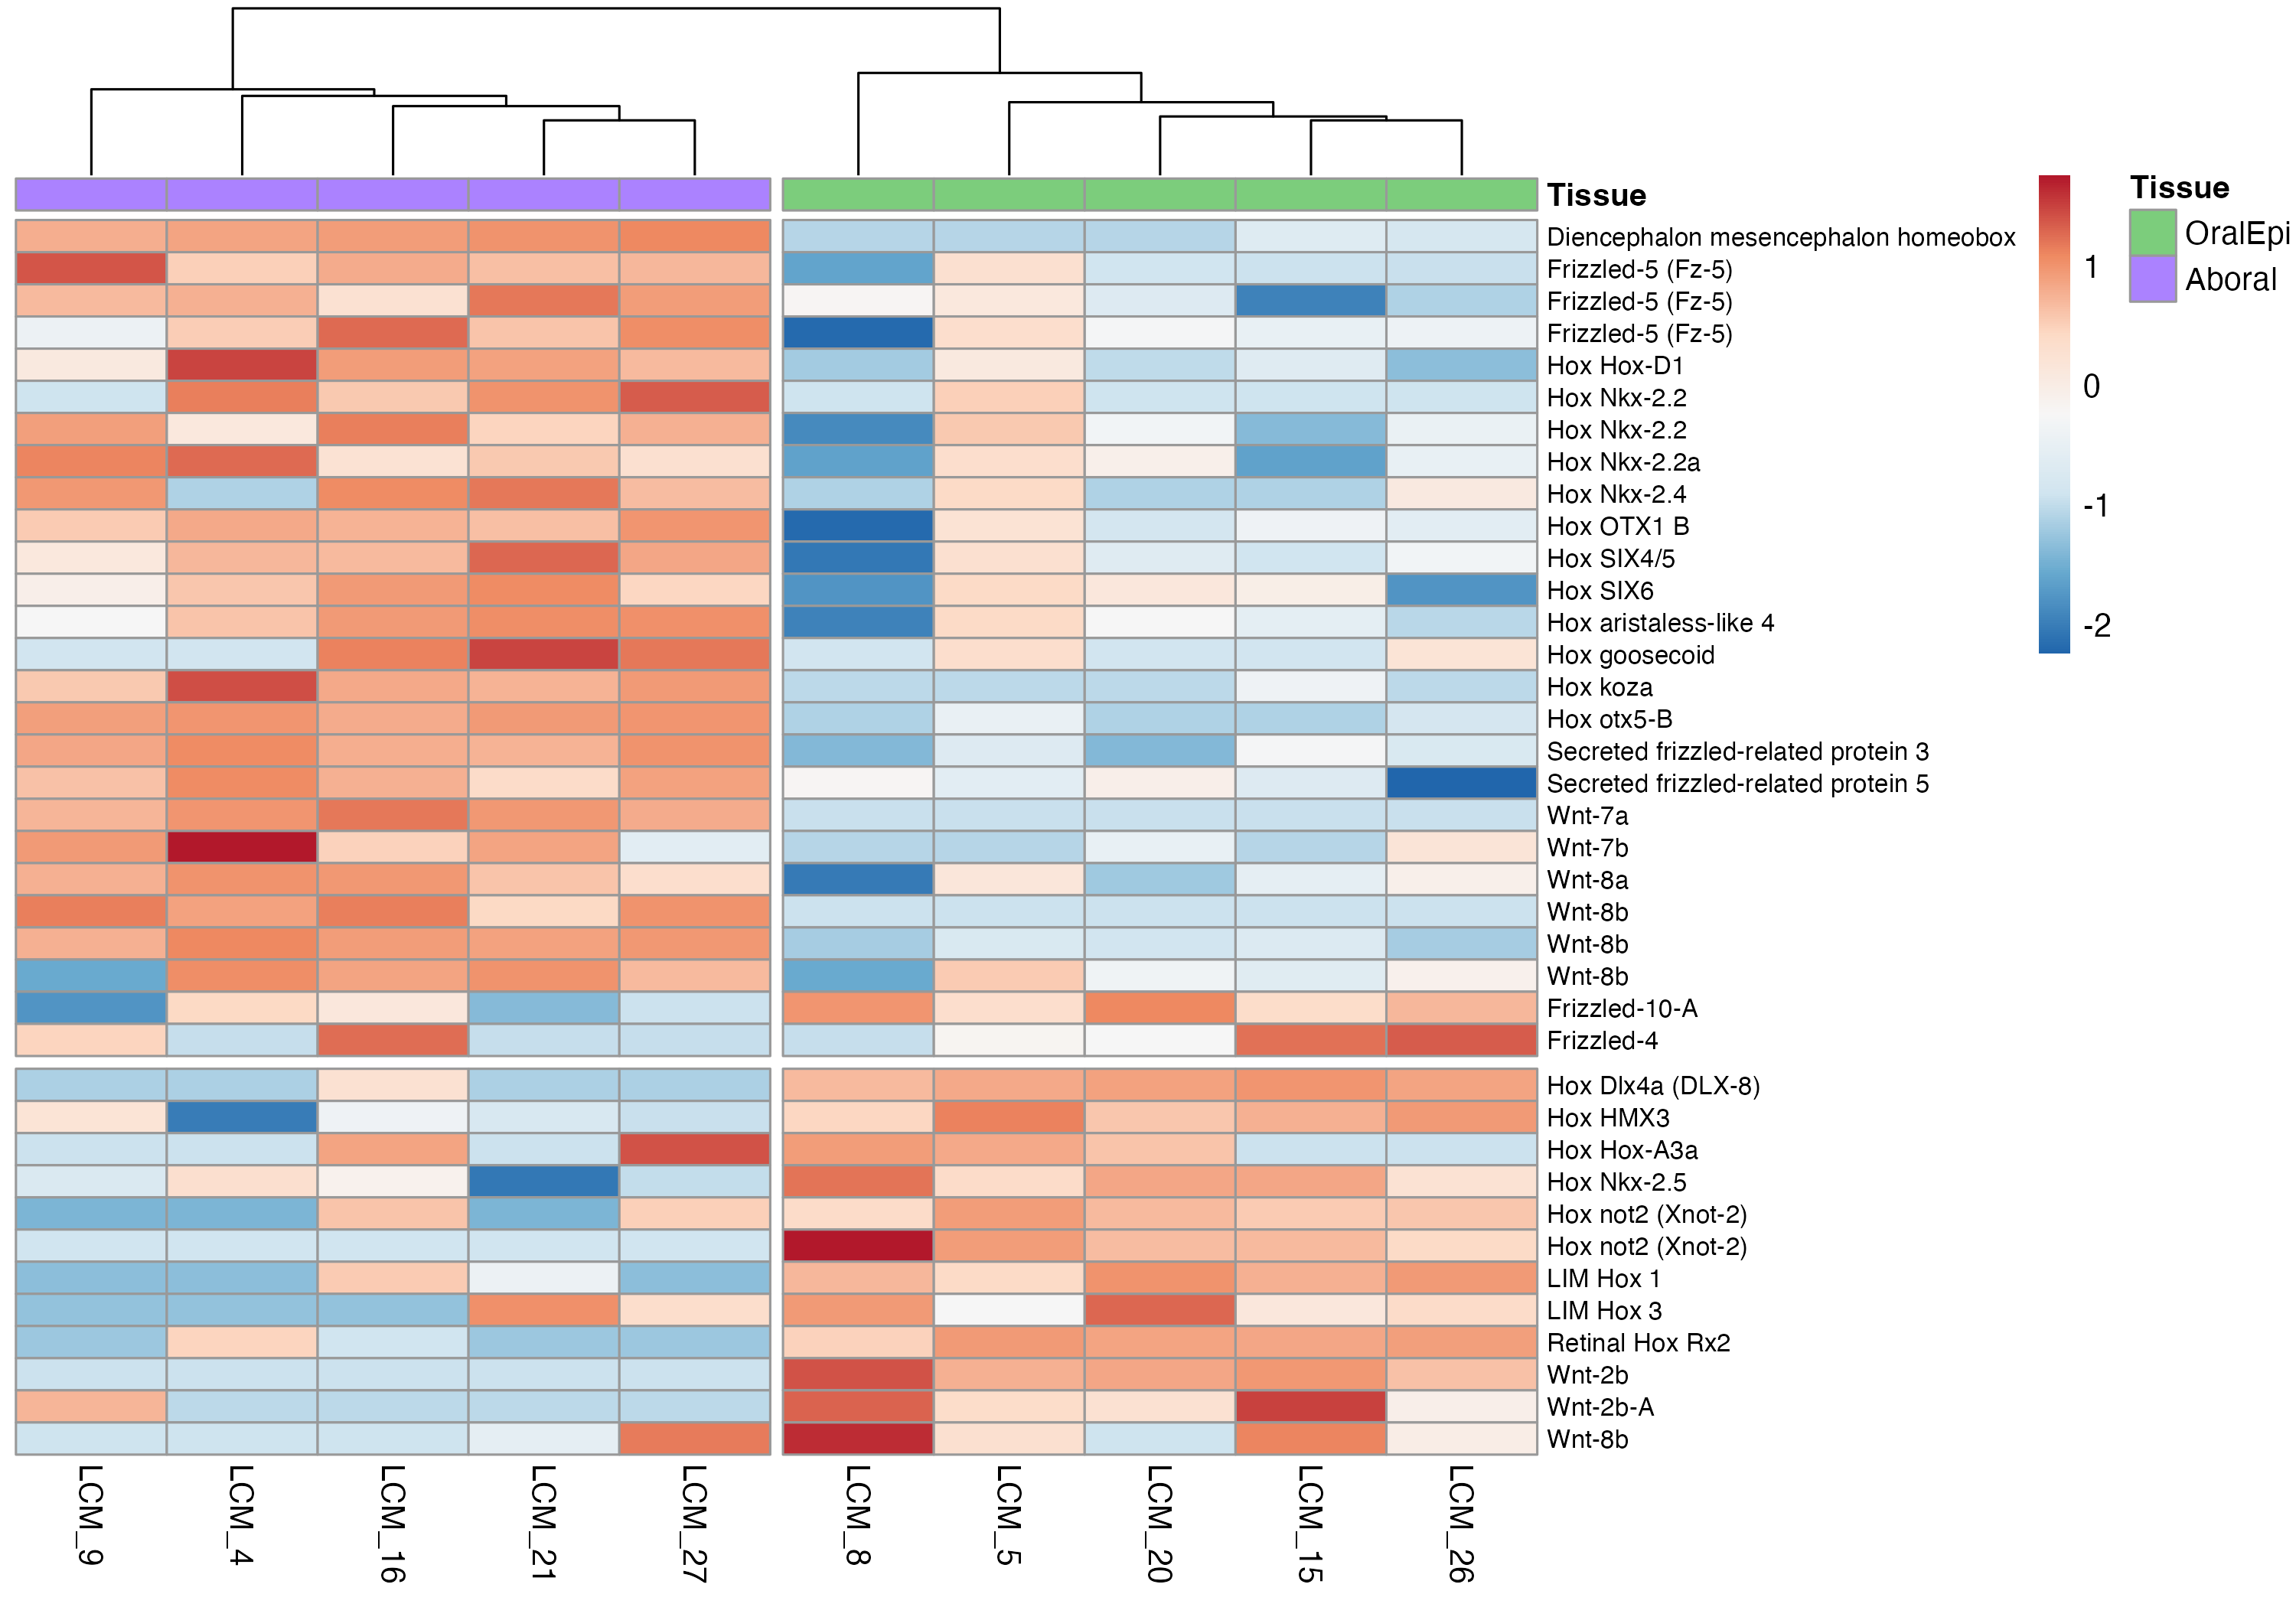 Tissue
Diencephalon mesencephalon homeobox
Frizzled-5 (Fz-5)
Frizzled-5 (Fz-5)
Frizzled-5 (Fz-5)
Hox Hox-D1
Hox Nkx-2.2
Hox Nkx-2.2
Hox Nkx-2.2a
Hox Nkx-2.4
Hox OTX1 B
Hox SIX4/5
Hox SIX6
Hox aristaless-like 4
Hox goosecoid
Hox koza
Hox otx5-B
Secreted frizzled-related protein 3
Secreted frizzled-related protein 5
Wnt-7a
Wnt-7b
Wnt-8a
Wnt-8b
Wnt-8b
Wnt-8b
Frizzled-10-A
Frizzled-4
Hox Dlx4a (DLX-8)
Hox HMX3
Hox Hox-A3a
Hox Nkx-2.5
Hox not2 (Xnot-2)
Hox not2 (Xnot-2)
LIM Hox 1
LIM Hox 3
Retinal Hox Rx2
Wnt-2b
Wnt-2b-A
Wnt-8b
LCM_9
LCM_4
LCM_16
LCM_21
LCM_27
LCM_8
LCM_5
LCM_20
LCM_15
LCM_26
1
0
-1
-2
Tissue
OralEpi
Aboral